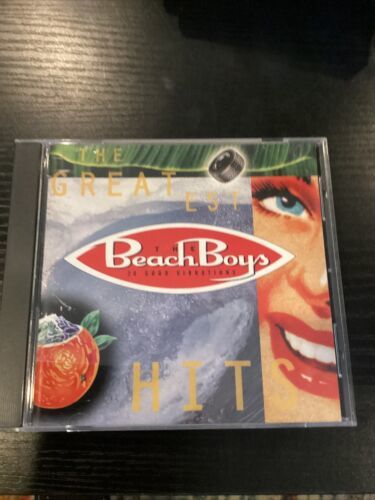 THE
GREAT
EST
THE
Beach Boys
20 GOOD VIBRATIONS
HITS